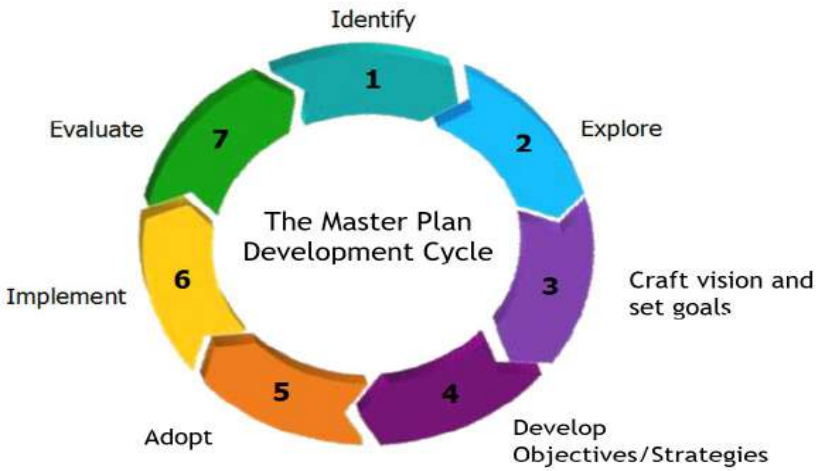 Identify
1
2
Explore
3
Craft vision and
set goals
4
Develop
Objectives/Strategies
5
Adopt
6
Implement
7
Evaluate
The Master Plan
Development Cycle